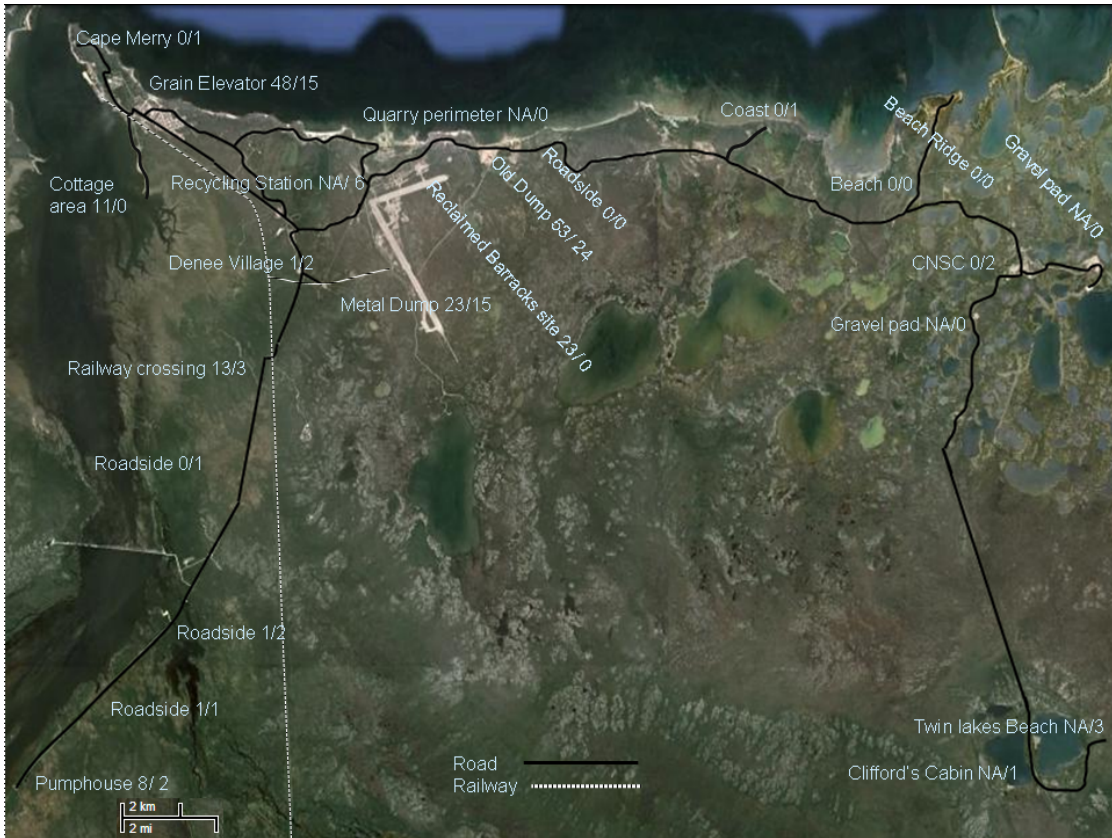 Cape Merry 0/1
Grain Elevator 48/15
Quarry perimeter NA/0
Coast 0/1
Beach Ridge 0/0
Gravel pad NA/0
Roadside 0/0
Old Dump 53/ 24
Reclaimed Barracks site 23/ 0
Recycling Station NA/ 6
Cottage
area 11/0
Beach 0/0
Denee Village 1/2
CNSC 0/2
Metal Dump 23/15
Gravel pad NA/0
Railway crossing 13/3
Roadside 0/1
Roadside 1/2
Roadside 1/1
Twin lakes Beach NA/3
Clifford's Cabin NA/1
Pumphouse 8/ 2
Road
Railway
2 km
2 mi